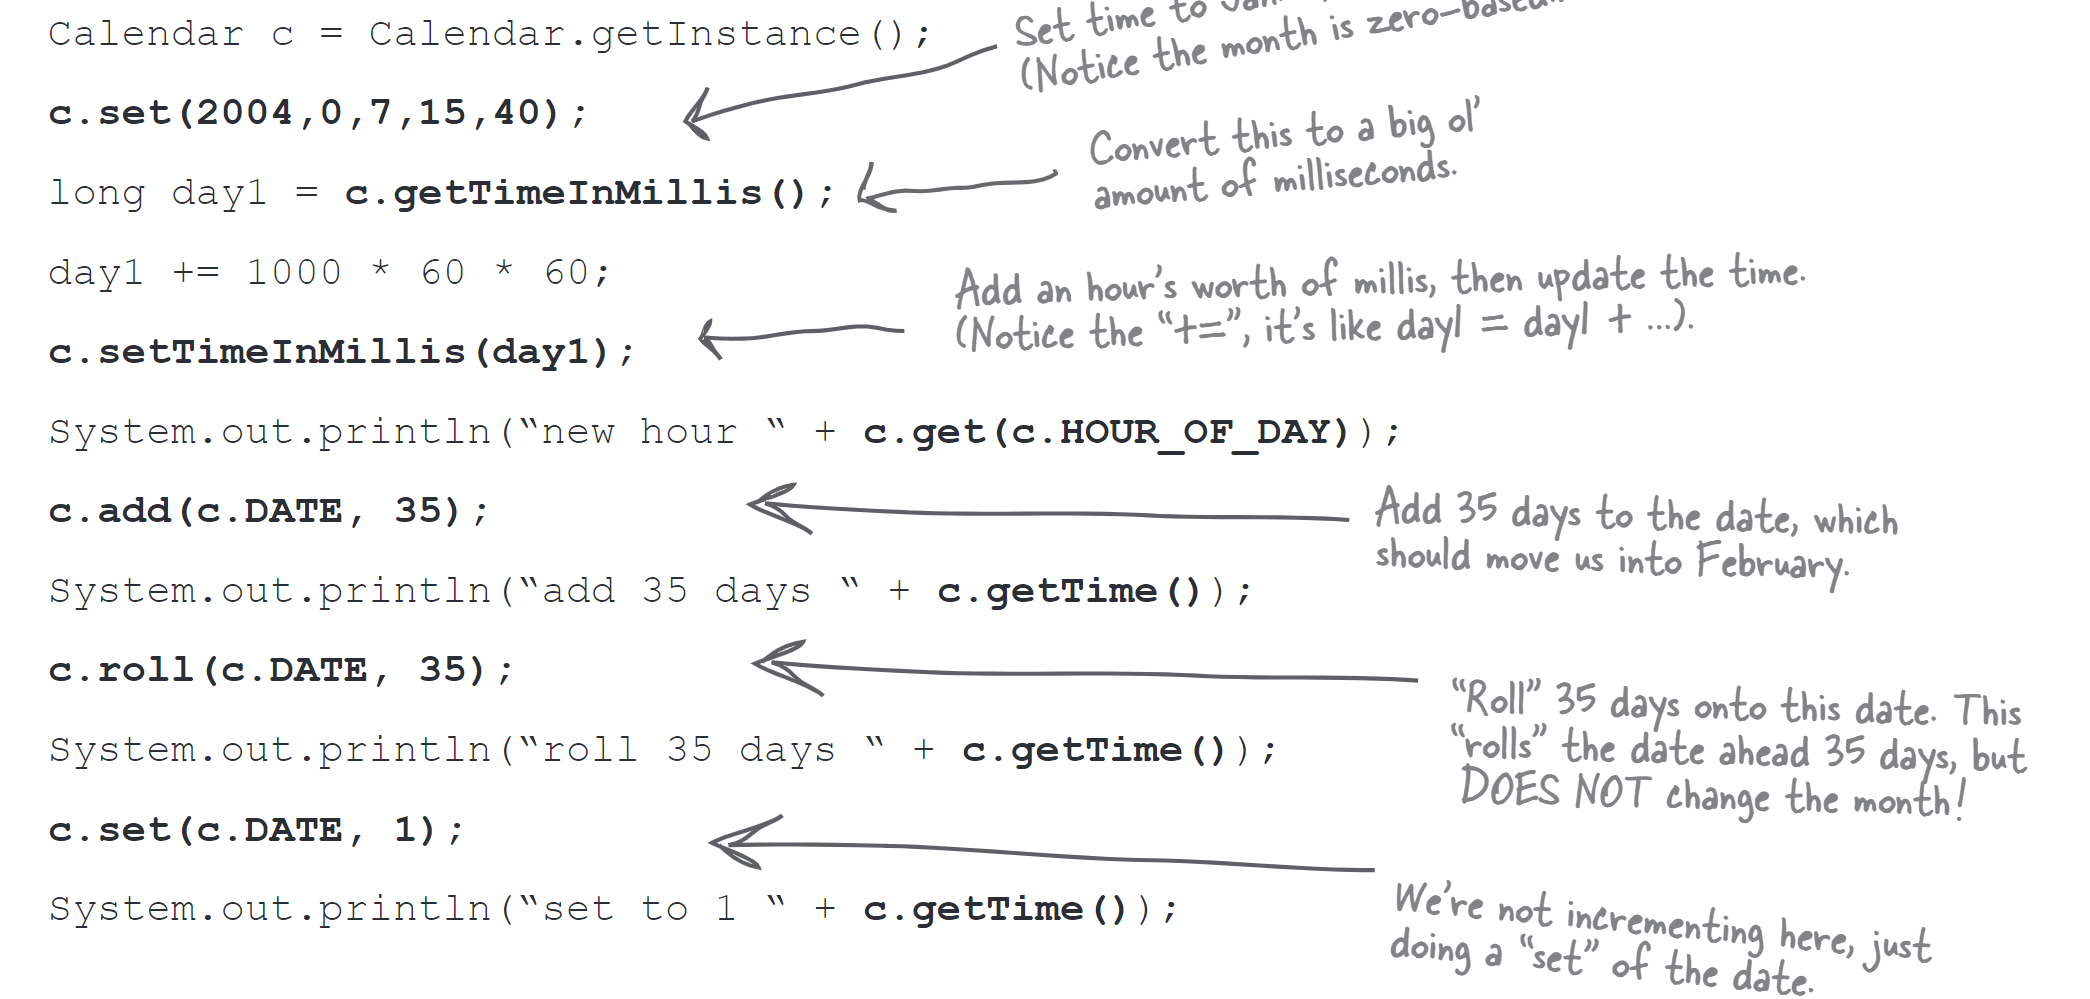 Calendar c = Calendar.getInstance();
Set time to
(Notice the month is zero-based.
c.set(2004,0,7,15,40);
Convert this to a big ol'
amount of milliseconds.
long day1 = c.getTimeInMillis();
day1 += 1000 * 60 * 60;
Add an hour's worth of millis, then update the time.
(Notice the “+=”, it's like day1 = day1 + ...).
c.setTimeInMillis(day1);
System.out.println(“new hour “ + c.get(c.HOUR_OF_DAY));
c.add(c.DATE, 35);
Add 35 days to the date, which
should move us into February.
System.out.println(“add 35 days “ + c.getTime());
c.roll(c.DATE, 35);
“Roll” 35 days onto this date. This
“rolls” the date ahead 35 days, but
DOES NOT change the month!
System.out.println(“roll 35 days “ + c.getTime());
c.set(c.DATE, 1);
We're not incrementing here, just
doing a “set” of the date.
System.out.println(“set to 1 “ + c.getTime());